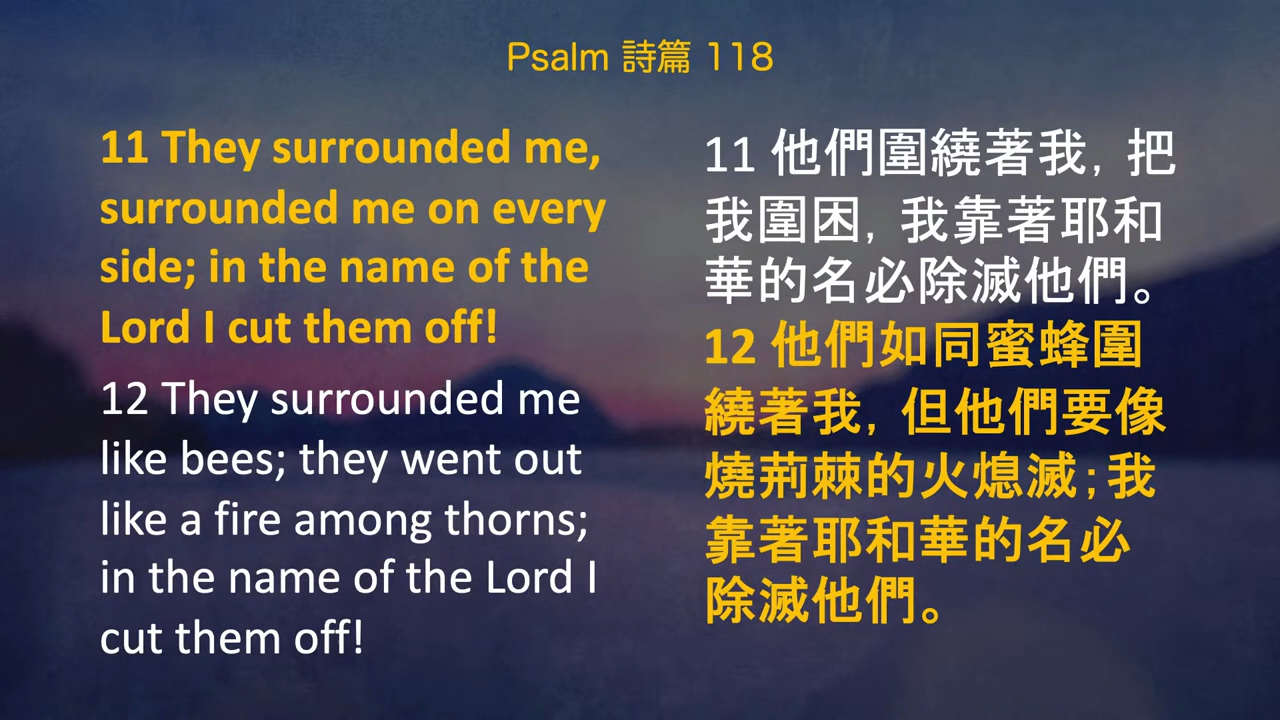 Psalm 詩篇 118
11 They surrounded me,
surrounded me on every
side; in the name of the
Lord I cut them off!
12 They surrounded me
like bees; they went out
like a fire among thorns;
in the name of the Lord I
cut them off!
11 他們圍繞著我，把
我圍困，我靠著耶和
華的名必除滅他們。
12 他們如同蜜蜂圍
繞著我，但他們要像
燒荊棘的火熄滅；我
靠著耶和華的名必
除滅他們。